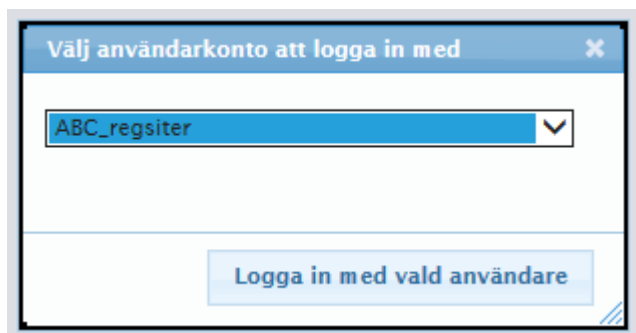 Välj användarkonto att logga in med
ABC_regsiter
Logga in med vald användare